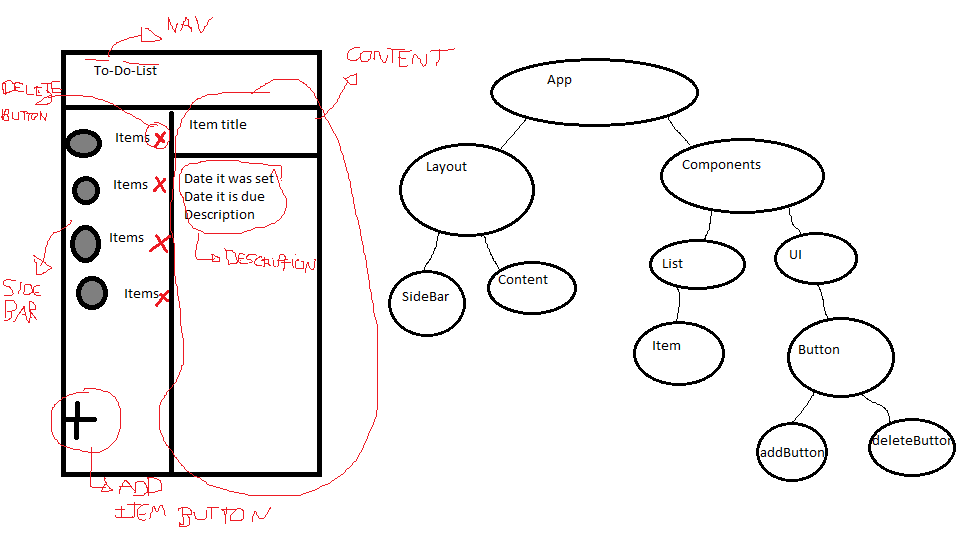 NAV
To-Do-List
CONTENT
DELETE
BUTTON
Items
Item title
Items
Date it was set
Date it is due
Description
Items
DESCRIPTION
Items
SIDE
BAR
ADD
ITEM BUTTON
App
Layout
Components
SideBar
Content
List
UI
Item
Button
addButton
deleteButton